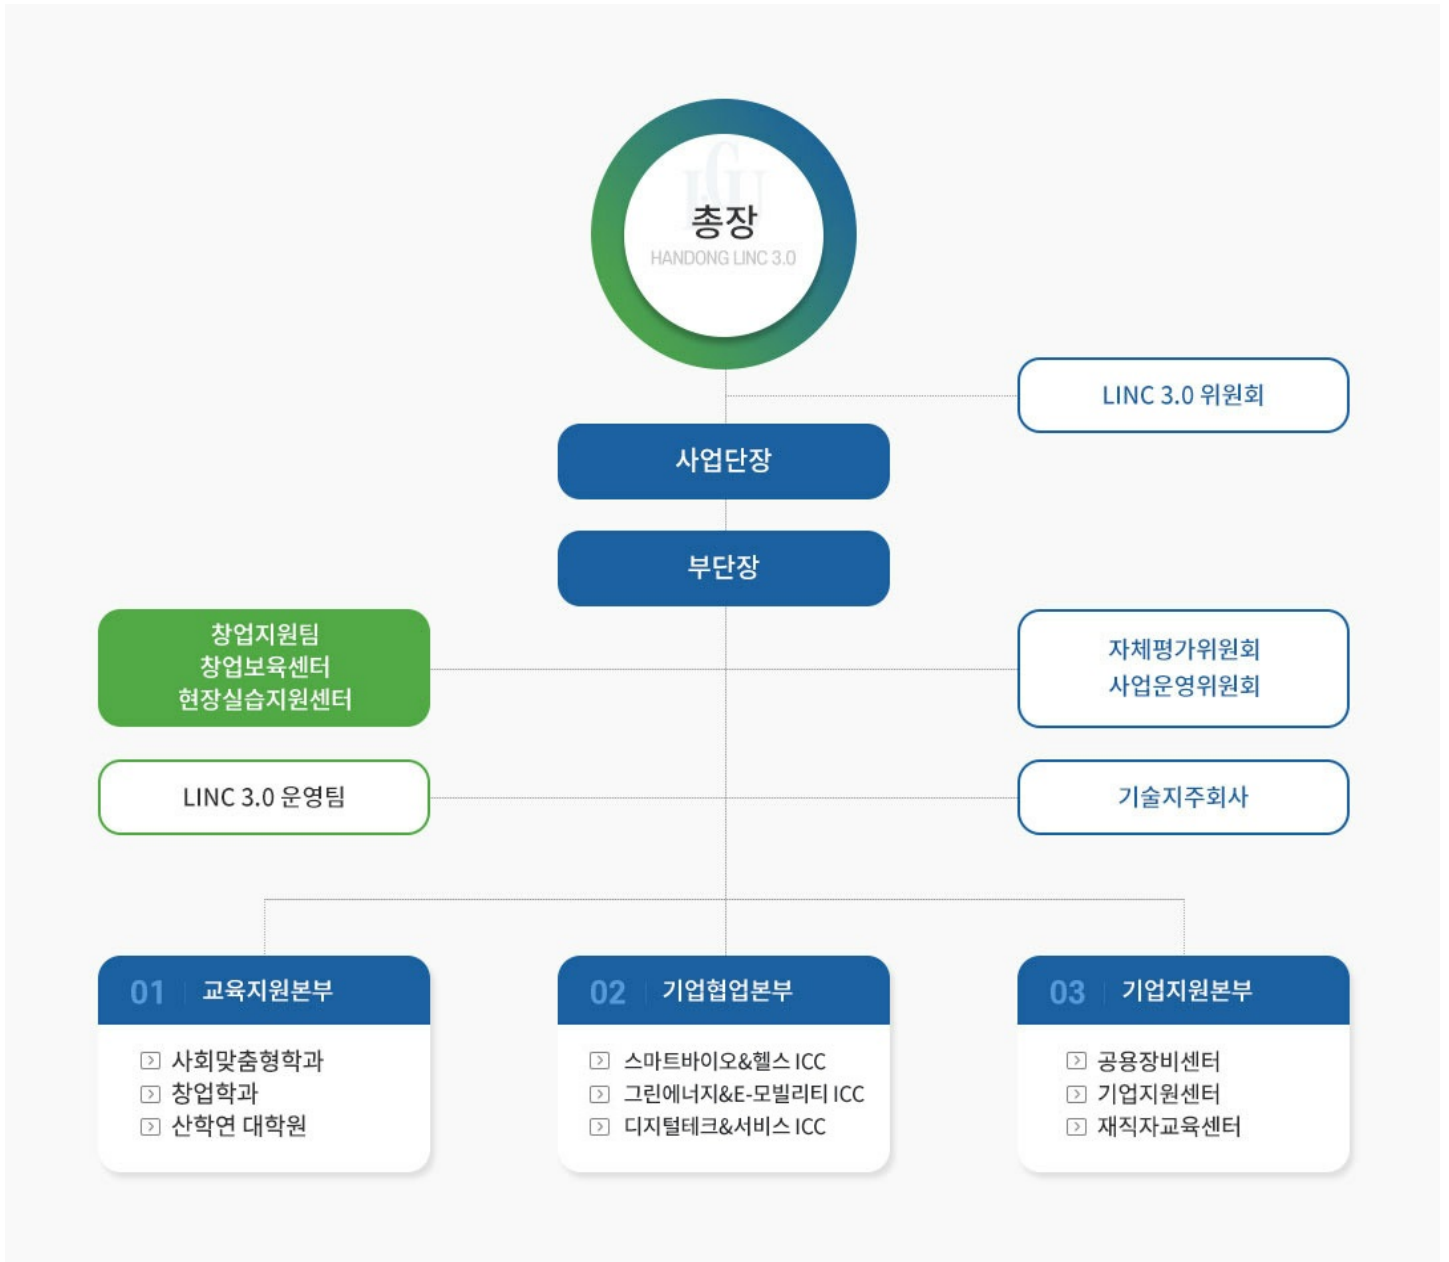 총장
HANDONG LINC 3.0
LINC 3.0 위원회
사업단장
부단장
창업지원팀
창업보육센터
현장실습지원센터
자체평가위원회
사업운영위원회
LINC 3.0 운영팀
기술지주회사
01 교육지원본부
사회맞춤형학과
창업학과
산학연 대학원
02 기업협업본부
스마트바이오&헬스 ICC
그린에너지&E-모빌리티 ICC
디지털테크&서비스 ICC
03 기업지원본부
공용장비센터
기업지원센터
재직자교육센터